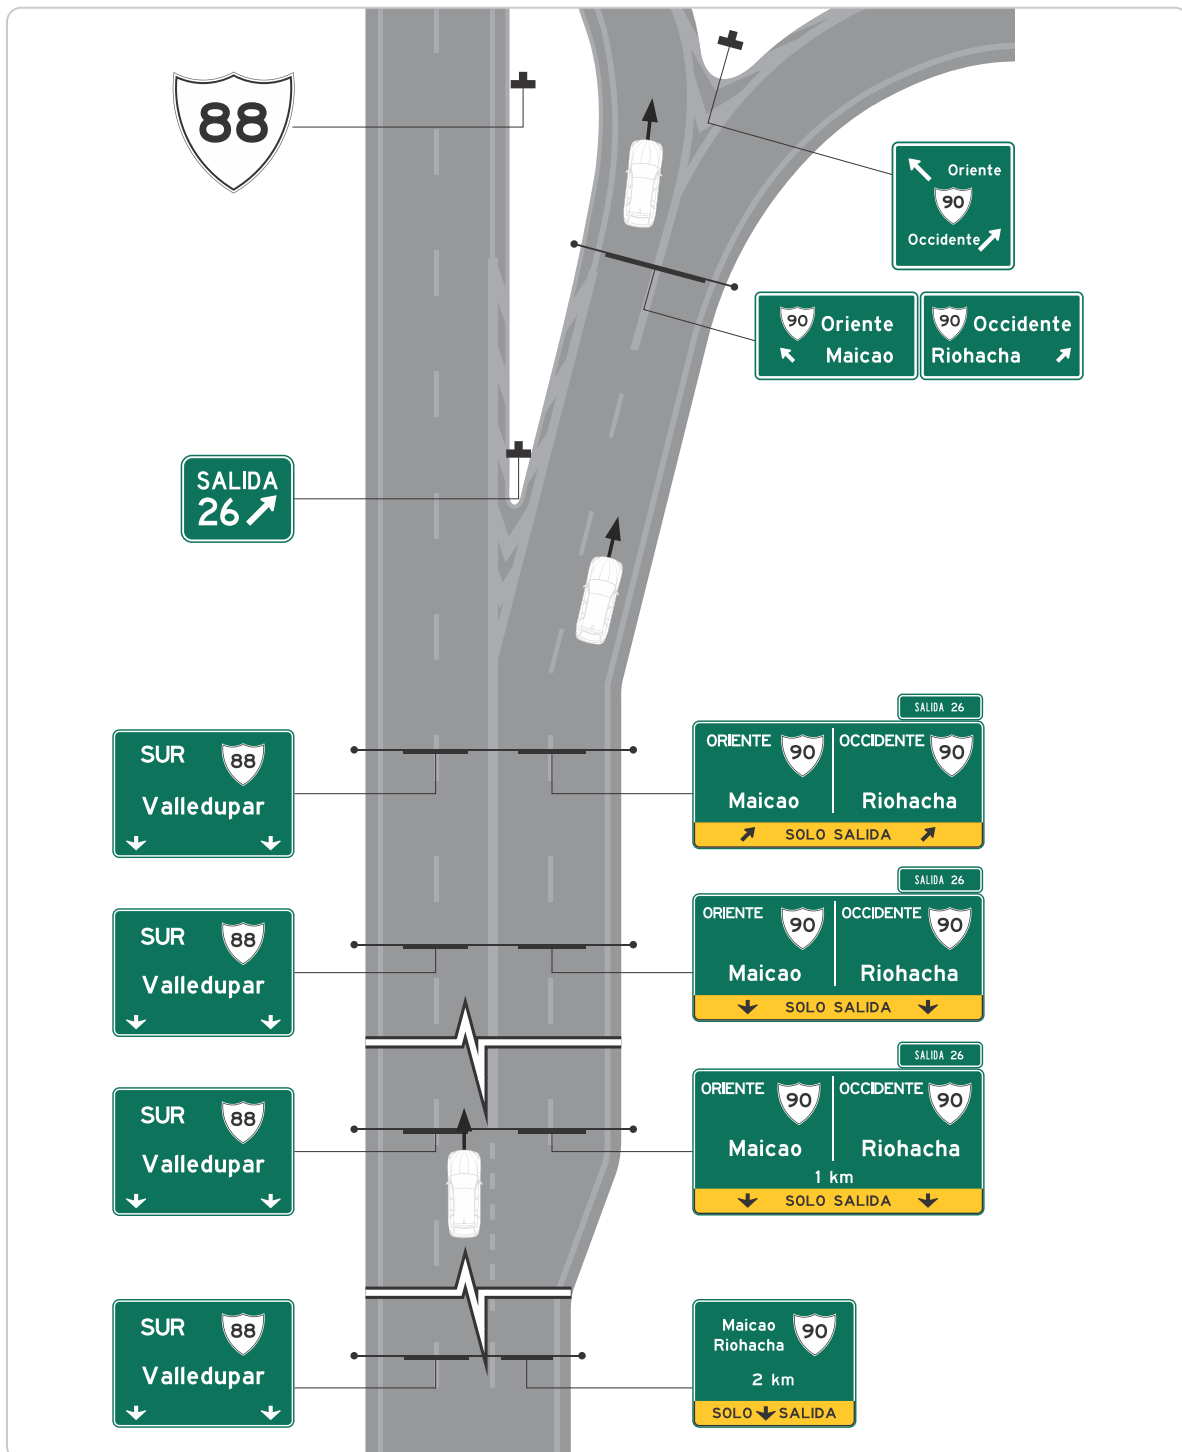 88
Oriente
90
Occidente
90 Oriente
Maicao
90 Occidente
Riohacha
SALIDA
26
SALIDA 26
SUR 88
Valledupar
ORIENTE 90
Maicao
OCCIDENTE 90
Riohacha
SOLO SALIDA
SALIDA 26
SUR 88
Valledupar
ORIENTE 90
Maicao
OCCIDENTE 90
Riohacha
SOLO SALIDA
SALIDA 26
SUR 88
Valledupar
ORIENTE 90
Maicao
OCCIDENTE 90
Riohacha
1 km
SOLO SALIDA
SUR 88
Valledupar
Maicao
Riohacha
90
2 km
SOLO SALIDA